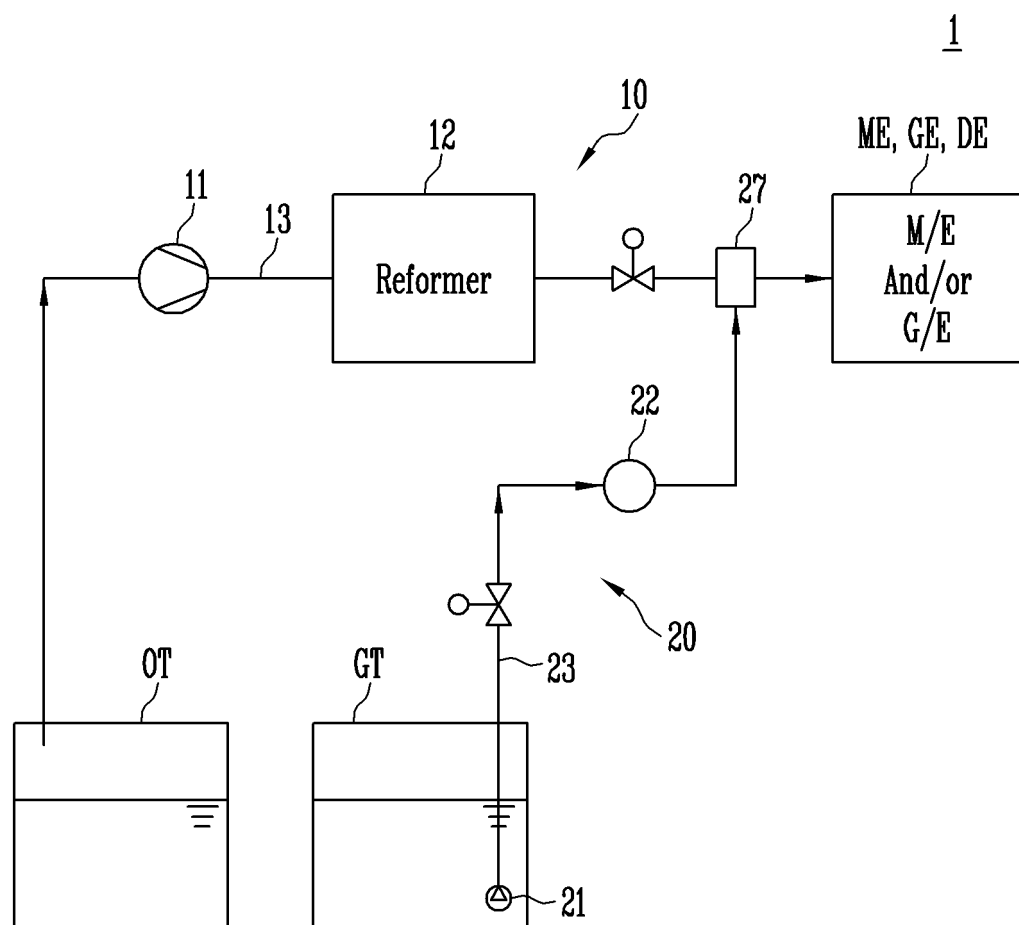 1
10
ME, GE, DE
12
11
13
27
Reformer
M/E
And/or
G/E
22
20
OT
GT
23
21